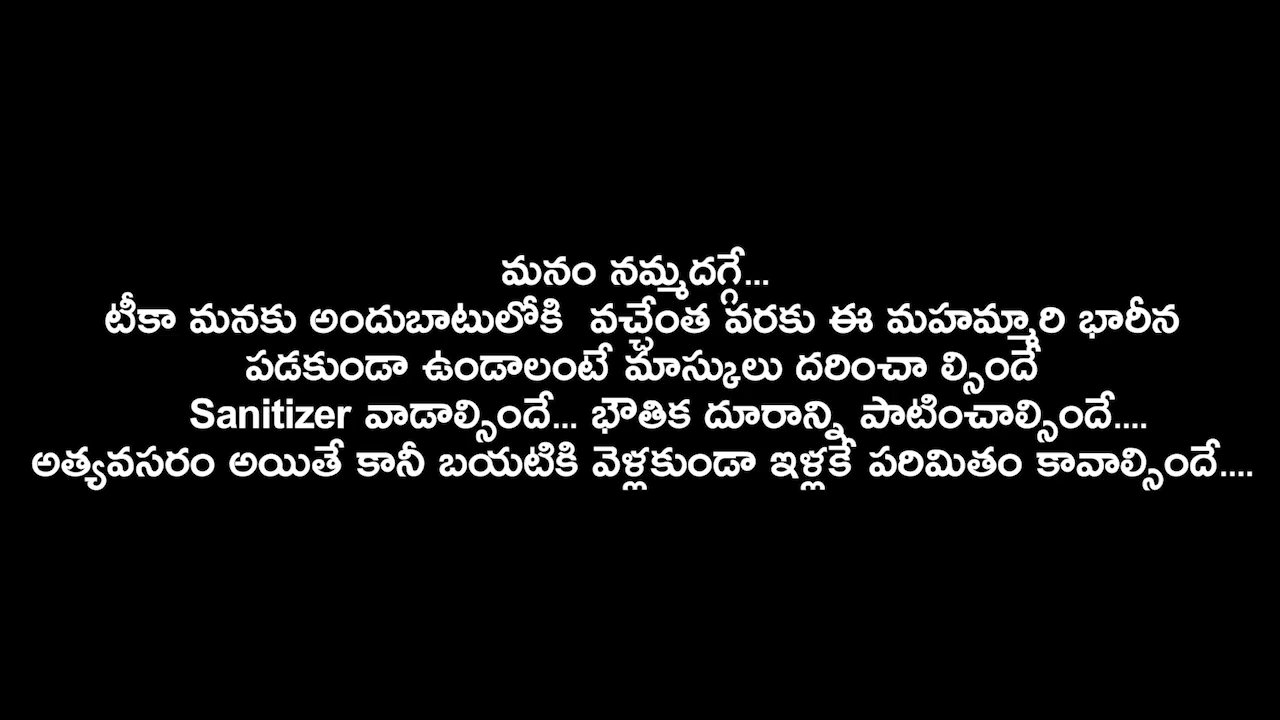 మనం నమ్మదగ్గే...
టీకా మనకు అందుబాటులోకి వచ్ఛేంత వరకు ఈ మహమ్మారి భారీన
పడకుండా ఉండాలంటే మాస్కులు దరించా ల్సిందే
Sanitizer వాడాల్సిందే... భౌతిక దూరాన్ని పాటించాల్సిందే....
అత్యవసరం అయితే కానీ బయటికి వెళ్లకుండా ఇళ్లకే పరిమితం కావాల్సిందే....